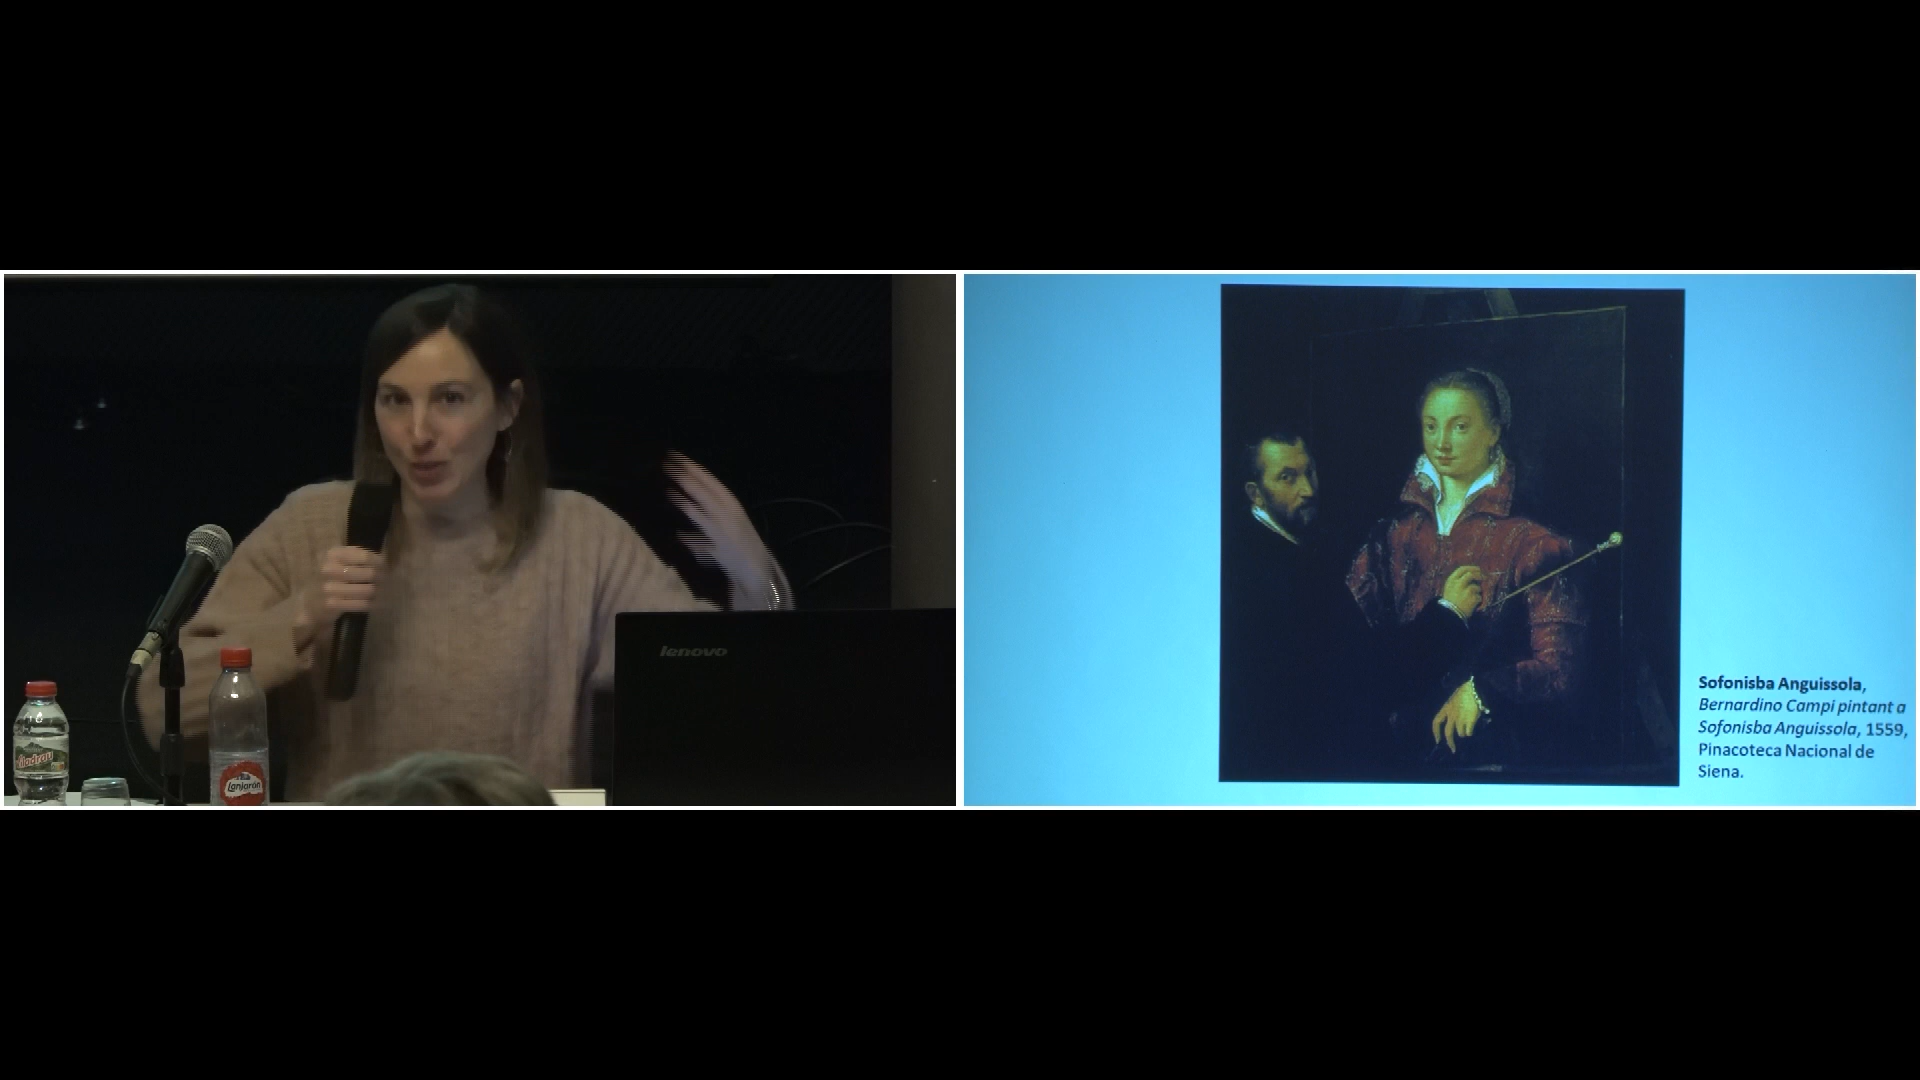 lenovo
Lanjarón
Sofonisba Anguissola,
Bernardino Campi pintant a
Sofonisba Anguissola, 1559,
Pinacoteca Nacional de
Siena.